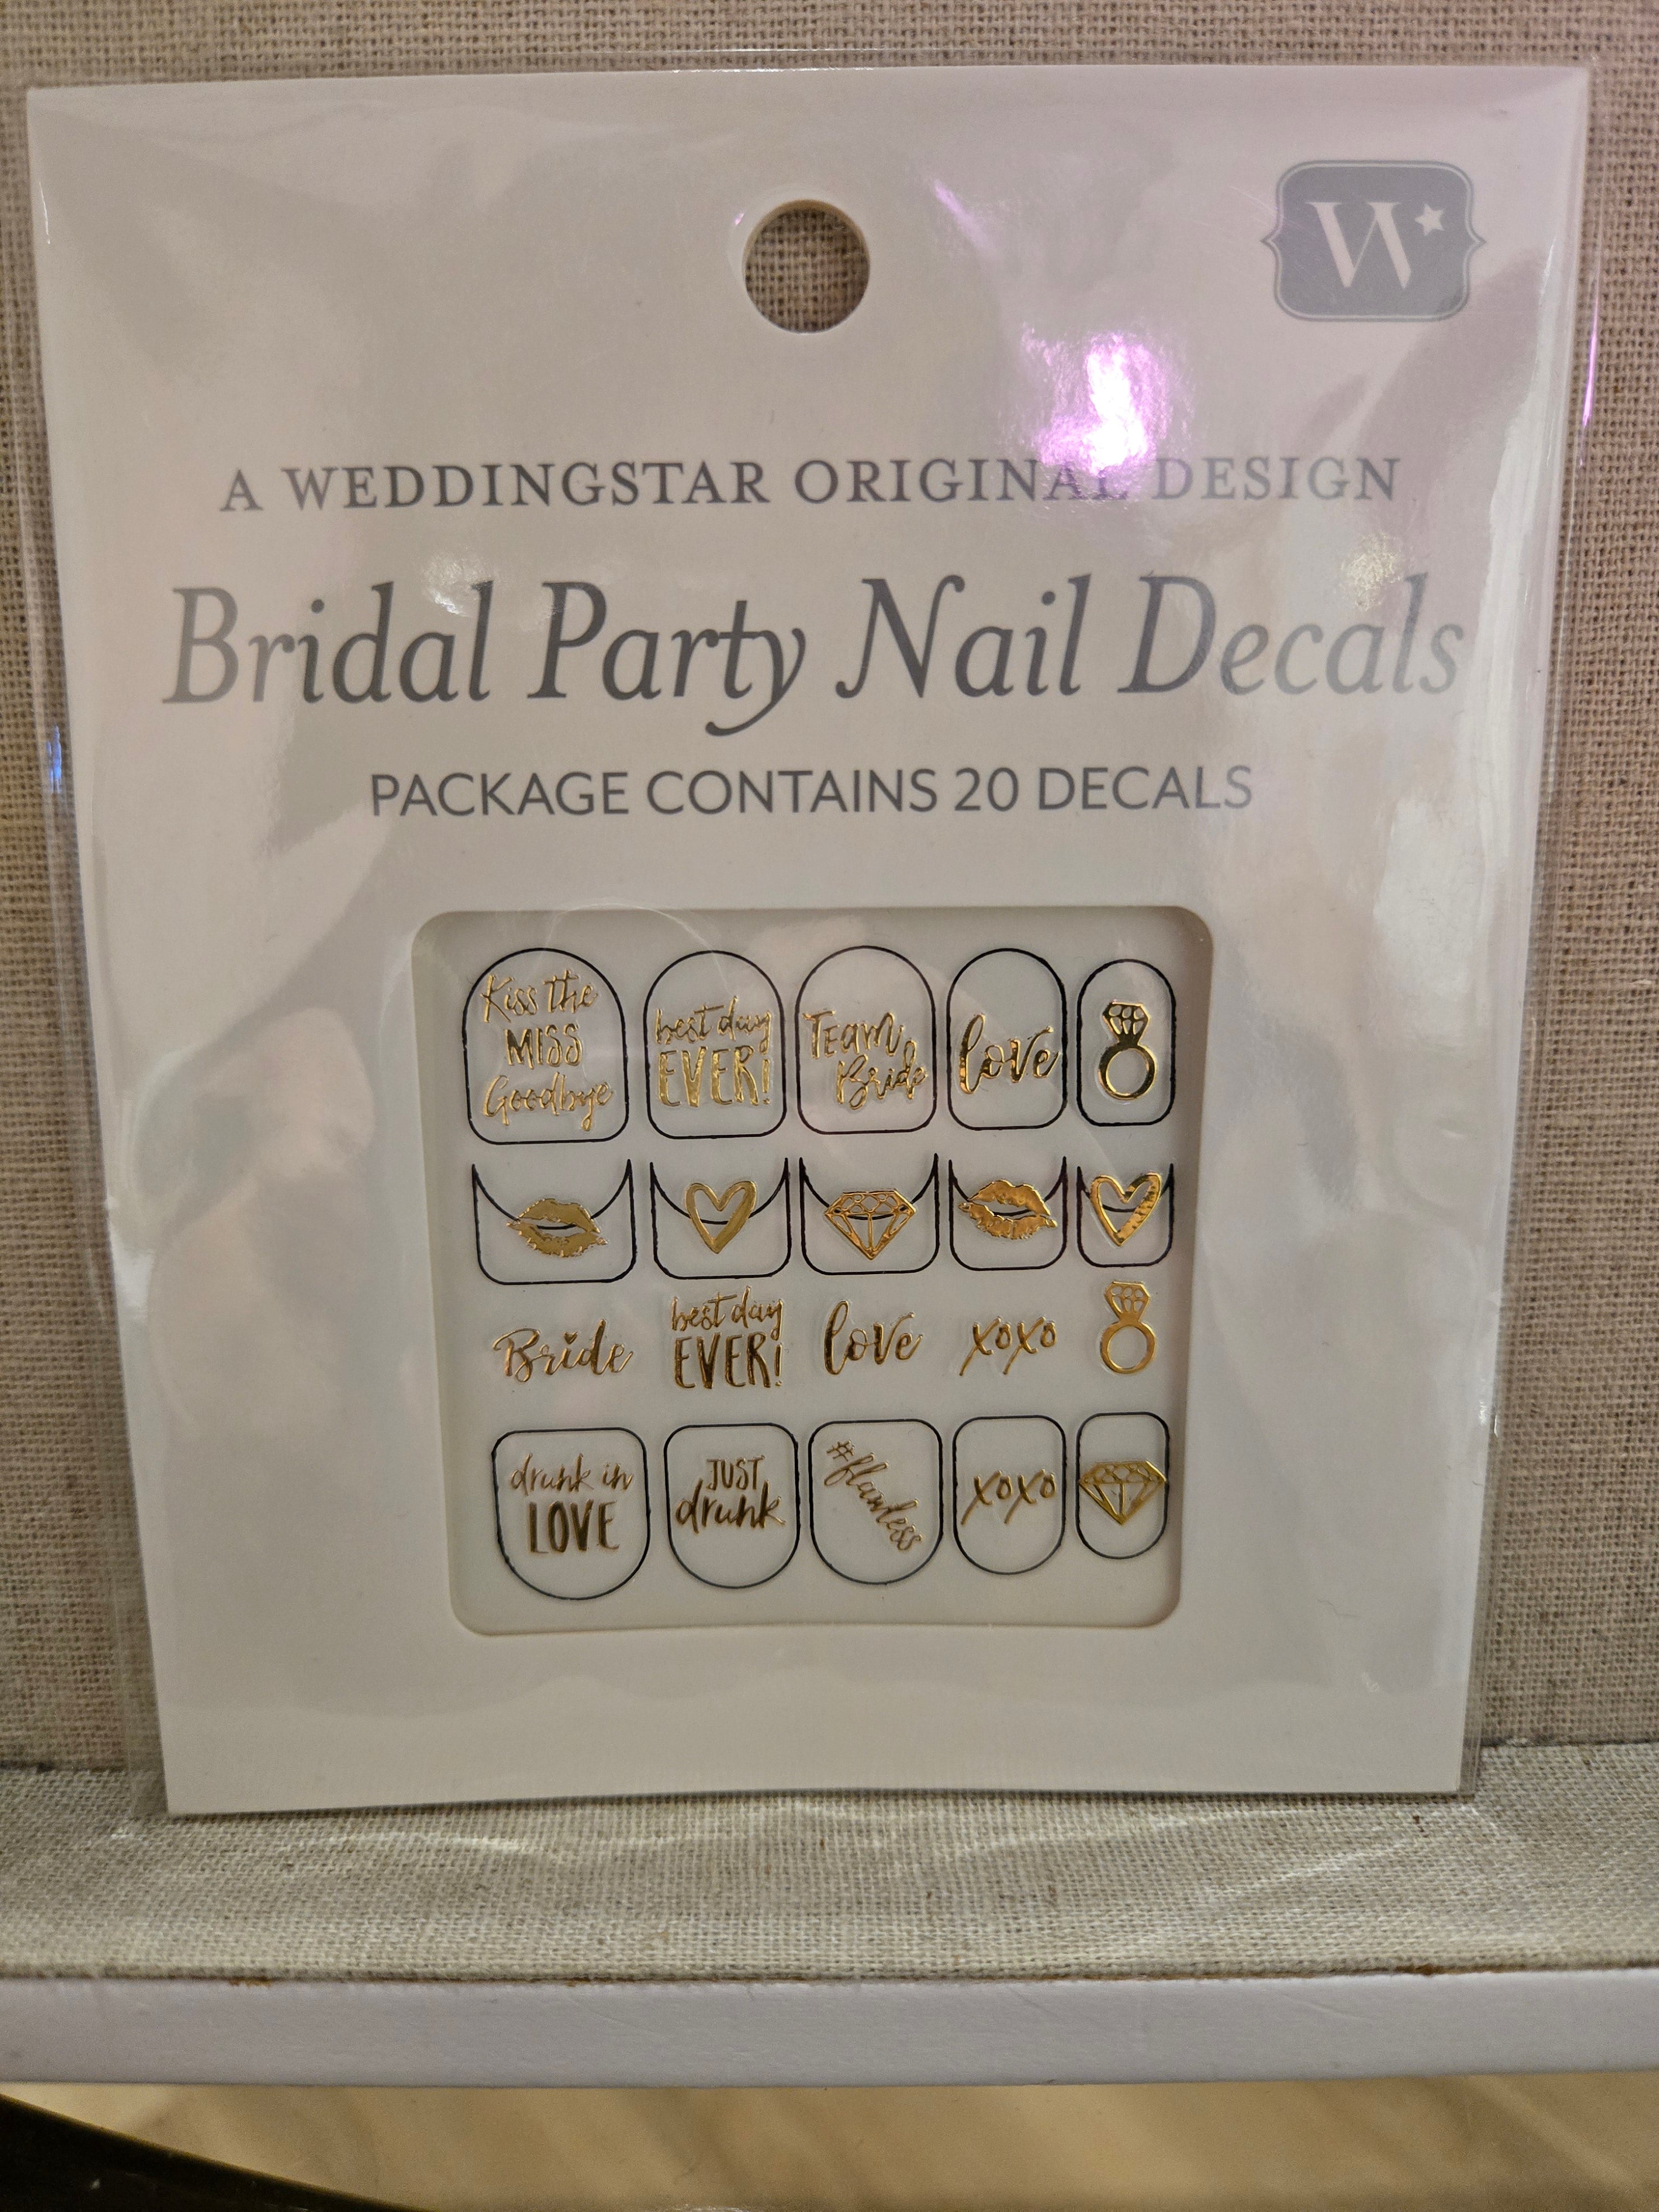 W
A WEDDINGSTAR ORIGINAL DESIGN
Bridal Party Nail Decals
PACKAGE CONTAINS 20 DECALS
Kiss the
MISS
Goodbye
best day
EVER!
Team
Bride
love
Bride
best day
EVER!
love
xoxo
drunk in
LOVE
JUST
drunk
#flawless
xoxo